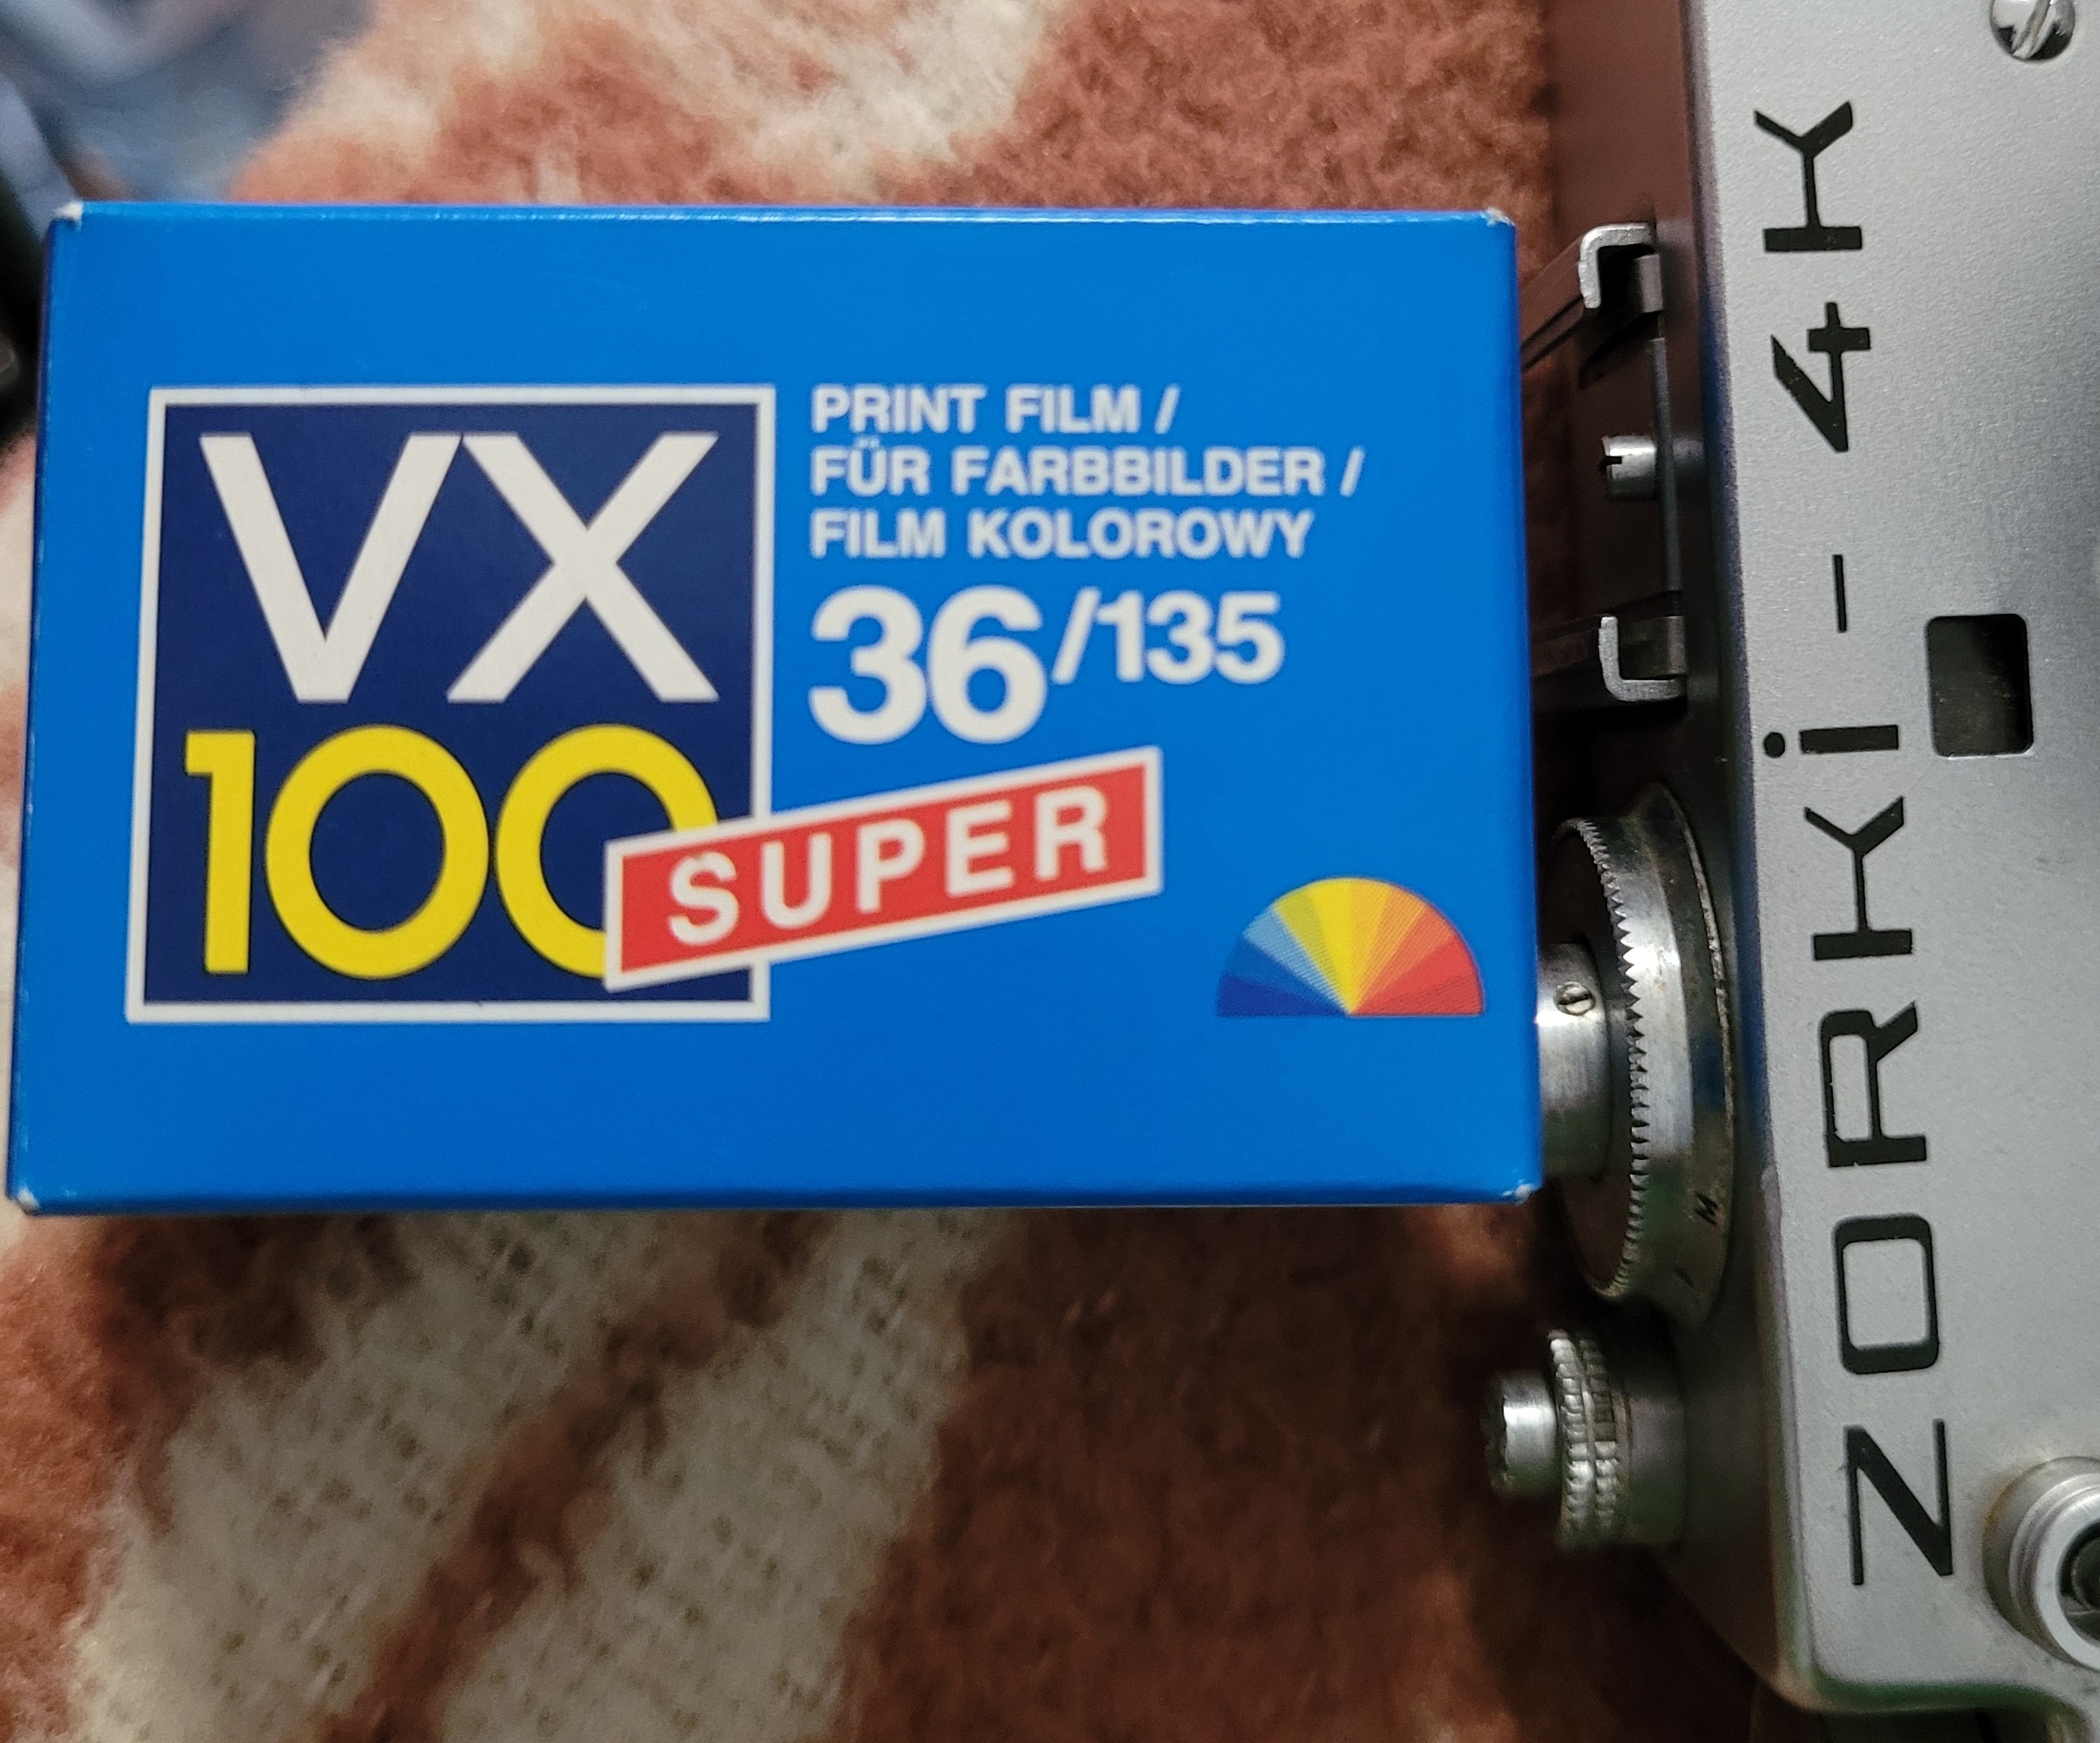 VX
100
SUPER
PRINT FILM /
FÜR FARBBILDER /
FILM KOLOROWY
36/135
ZORKi-4K
M